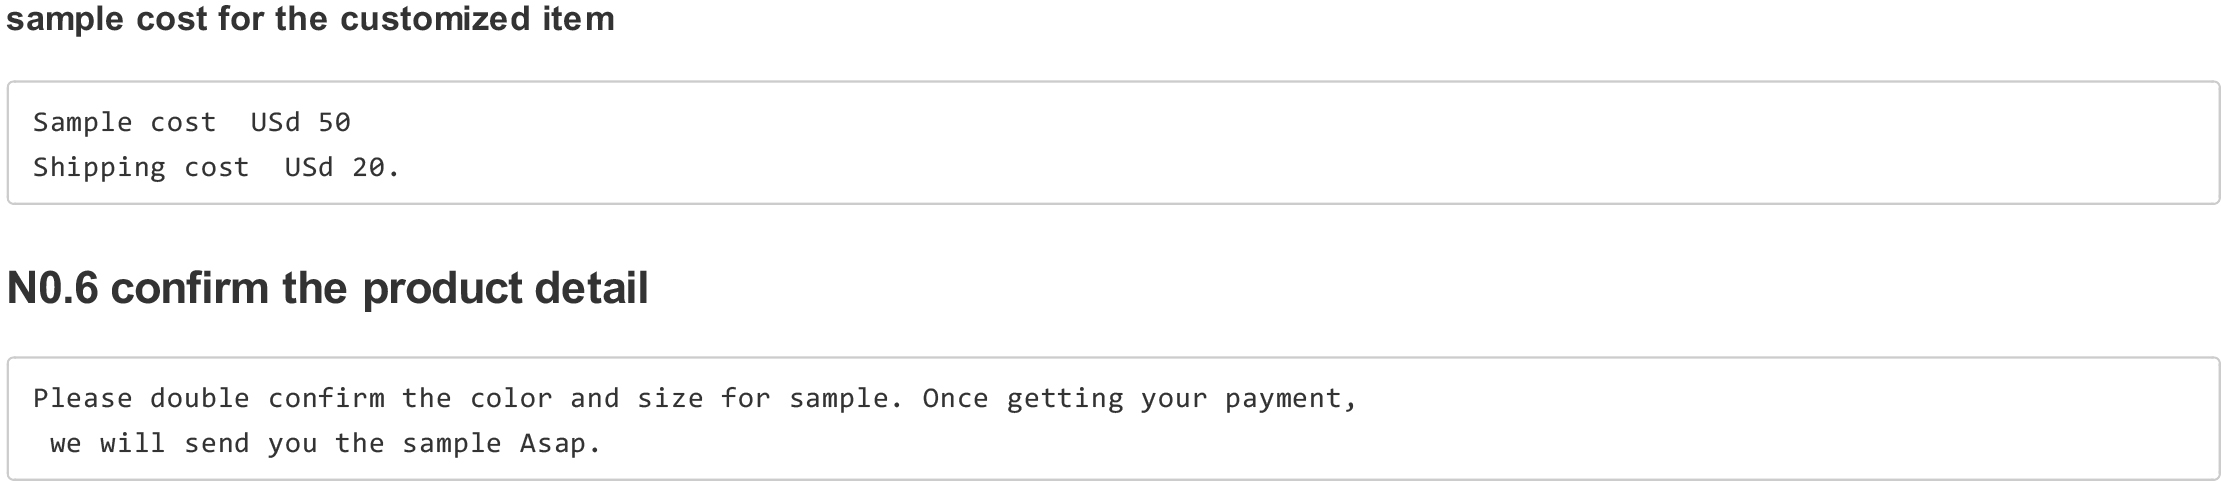 sample cost for the customized item
Sample cost  USd 50
Shipping cost  USd 20.
N0.6 confirm the product detail
Please double confirm the color and size for sample. Once getting your payment,
 we will send you the sample Asap.